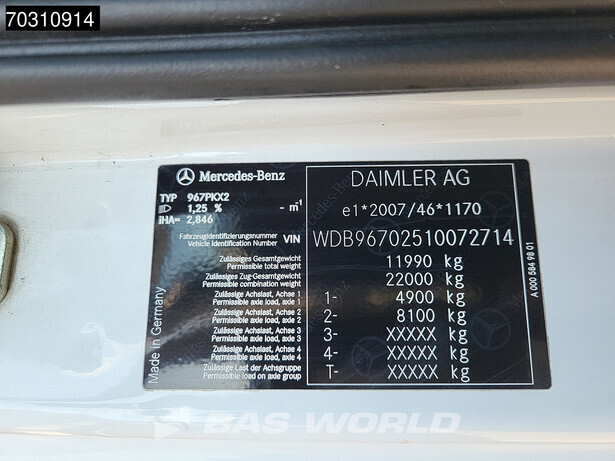 70310914
Mercedes-Benz
TYP 967PKX2
1,25 % - m-1
iHA= 2,846
Fahrzeugidentifizierungsnummer
Vehicle Identification Number VIN
Zulässiges Gesamtgewicht
Permissible total weight
Zulässiges Zug-Gesamtgewicht
Permissible combination weight
Zulässige Achslast, Achse 1
Permissible axle load, axle 1
Zulässige Achslast, Achse 2
Permissible axle load, axle 2
Zulässige Achslast, Achse 3
Permissible axle load, axle 3
Zulässige Achslast, Achse 4
Permissible axle load, axle 4
Zulässige Last der Achsgruppe
Permissible load on axle group
DAIMLER AG
e1*2007/46*1170
WDB96702510072714
11990 kg
22000 kg
1- 4900 kg
2- 8100 kg
3- XXXXX kg
4- XXXXX kg
T- XXXXX kg
Made in Germany
A 000 584 98 01
BAS WORLD